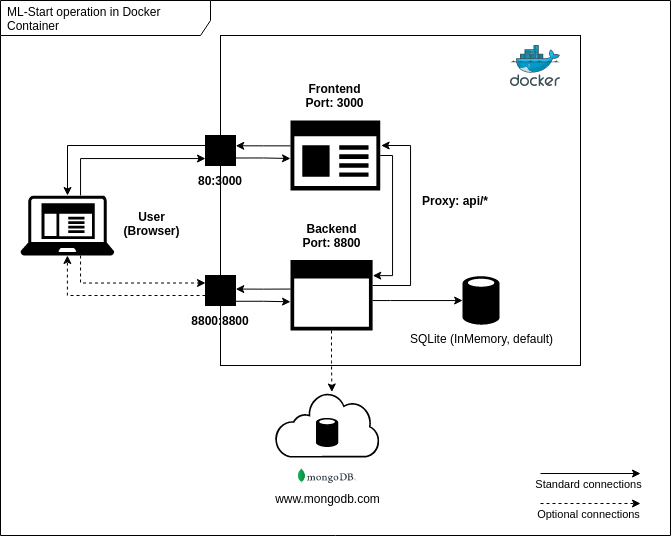 ML-Start operation in Docker
Container
docker
Frontend
Port: 3000
80:3000
Proxy: api/*
User
(Browser)
Backend
Port: 8800
8800:8800
SQLite (InMemory, default)
mongoDB.
www.mongodb.com
Standard connections
Optional connections